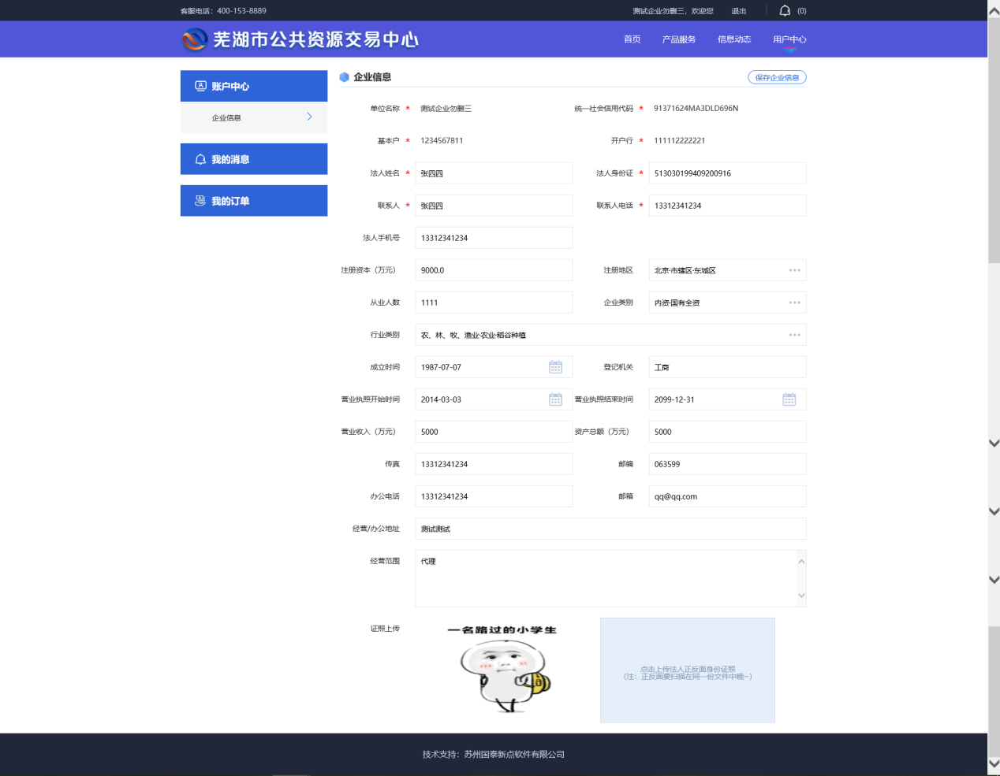 客服电话：400-153-8889
测试企业勿删三，欢迎您 退出 (0)
芜湖市公共资源交易中心
首页 产品服务 信息动态 用户中心
账户中心
企业信息
我的消息
我的订单
企业信息 保存企业信息
单位名称 * 测试企业勿删三 统一社会信用代码 * 91371624MA3DLD696N
基本户 * 1234567811 开户行 * 111112222221
法人姓名 * 张四四 法人身份证 * 513030199409200916
联系人 * 张四四 联系人电话 * 13312341234
法人手机号 13312341234
注册资本（万元） 9000.0 注册地区 北京·市辖区·东城区
从业人数 1111 企业类别 内资·国有全资
行业类别 农、林、牧、渔业·农业·稻谷种植
成立时间 1987-07-07 登记机关 工商
营业执照开始时间 2014-03-03 营业执照结束时间 2099-12-31
营业收入（万元） 5000 资产总额（万元） 5000
传真 13312341234 邮编 063599
办公电话 13312341234 邮箱 qq@qq.com
经营/办公地址 测试测试
经营范围 代理
证照上传
一名路过的小学生
点击上传法人正反面身份证照
（注：正反面要扫描在同一份文件中哦~）
技术支持：苏州国泰新点软件有限公司